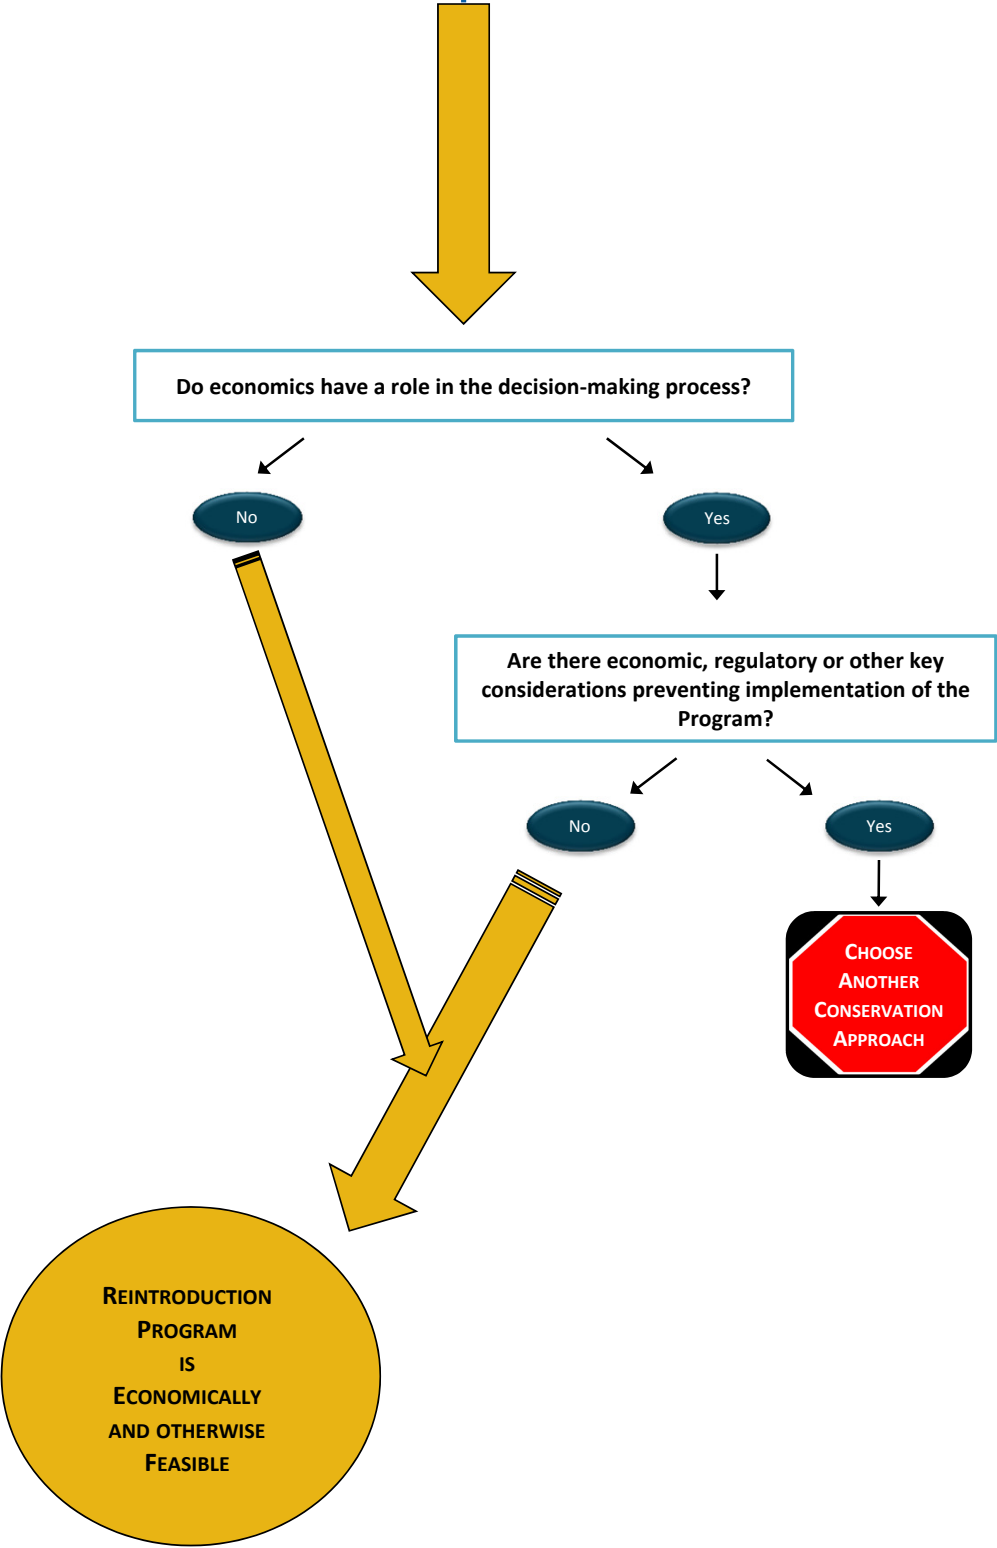 Do economics have a role in the decision-making process?
No
Yes
Are there economic, regulatory or other key
considerations preventing implementation of the
Program?
No
Yes
CHOOSE
ANOTHER
CONSERVATION
APPROACH
REINTRODUCTION
PROGRAM
IS
ECONOMICALLY
AND OTHERWISE
FEASIBLE